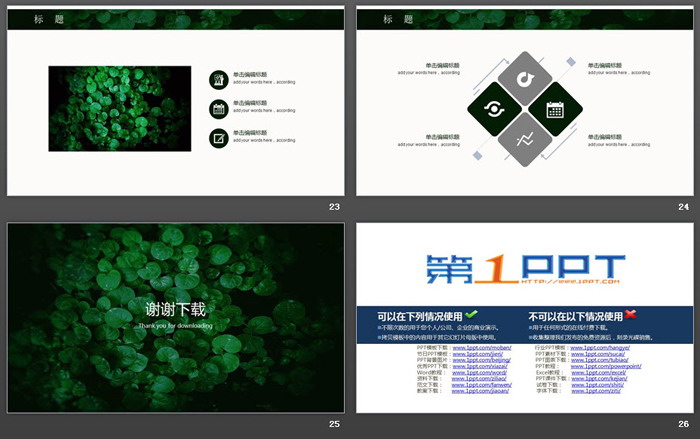 标 题
单击编辑标题
add your words here，according
单击编辑标题
add your words here，according
单击编辑标题
add your words here，according
23
标 题
单击编辑标题
add your words here，according
单击编辑标题
add your words here，according
单击编辑标题
add your words here，according
单击编辑标题
add your words here，according
24
谢谢下载
Thank you for downloading
25
第1PPT
HTTP://WWW.1PPT.COM
可以在下列情况使用
※不限次数的用于您个人/公司、企业的商业演示。
※拷贝模板中的内容用于其它幻灯片母版中使用。
不可以在以下情况使用
※用于任何形式的在线付费下载。
※收集整理我们发布的免费资源后，刻录光碟销售。
PPT模板下载：www.1ppt.com/moban/
节日PPT模板：www.1ppt.com/jieri/
PPT背景图片：www.1ppt.com/beijing/
优秀PPT下载：www.1ppt.com/xiazai/
Word教程：www.1ppt.com/word/
资料下载：www.1ppt.com/ziliao/
范文下载：www.1ppt.com/fanwen/
教案下载：www.1ppt.com/jiaoan/
行业PPT模板：www.1ppt.com/hangye/
PPT素材下载：www.1ppt.com/sucai/
PPT图表下载：www.1ppt.com/tubiao/
PPT教程：www.1ppt.com/powerpoint/
Excel教程：www.1ppt.com/excel/
PPT课件下载：www.1ppt.com/kejian/
试卷下载：www.1ppt.com/shiti/
字体下载：www.1ppt.com/ziti/
26